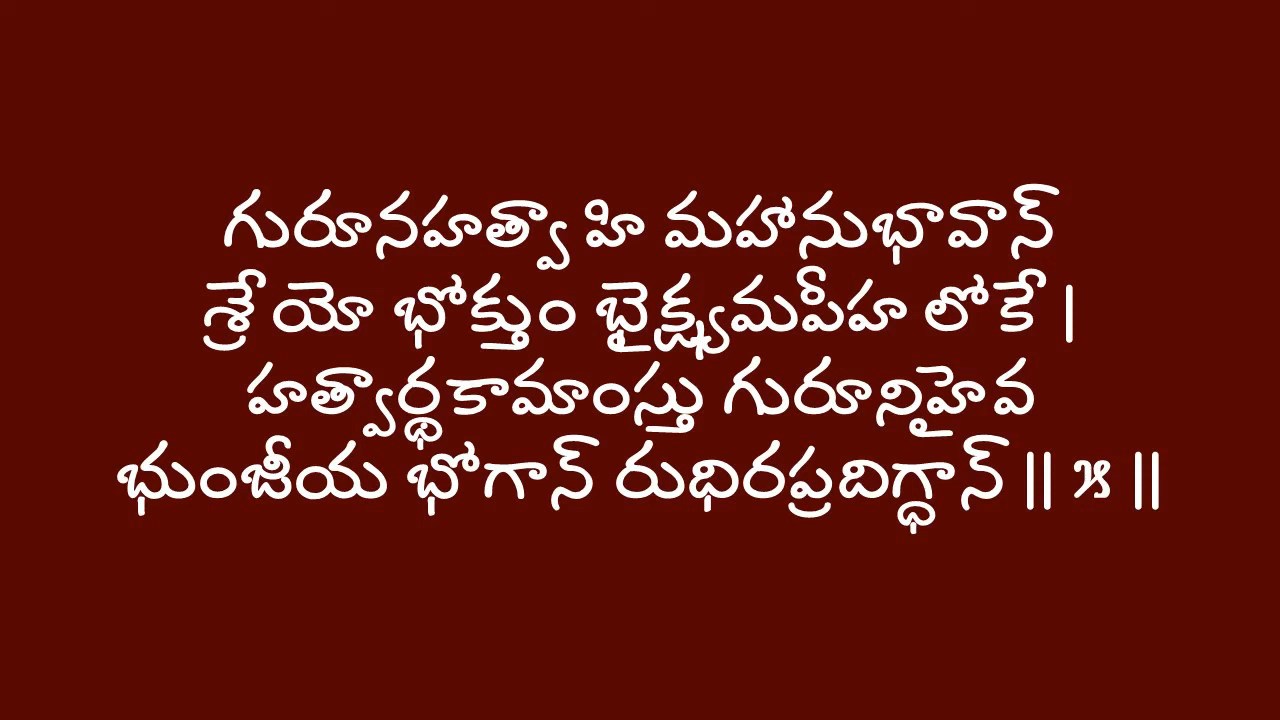 గురూనహత్వా హి మహానుభావాన్
శ్రేయో భోక్తుం భైక్ష్యమపీహ లోకే |
హత్వార్థకామాంస్తు గురూనిహైవ
భుంజీయ భోగాన్ రుధిరప్రదిగ్ధాన్ || ౫ ||